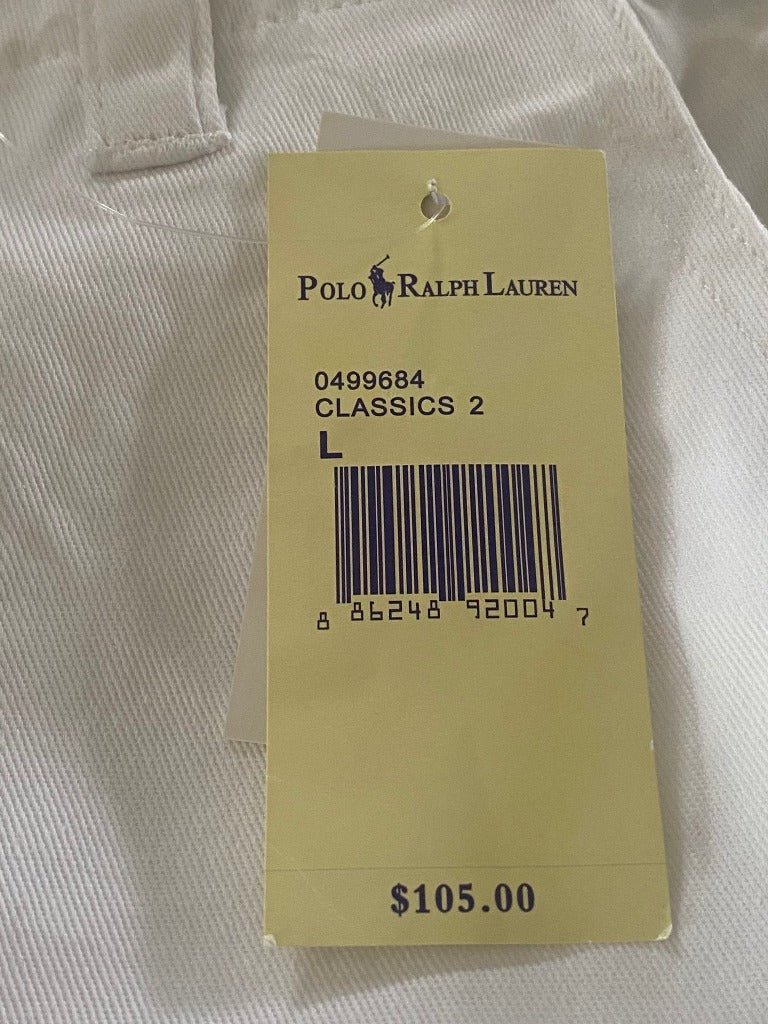 POLO RALPH LAUREN
0499684
CLASSICS 2
L
8 86248 92004 7
$105.00